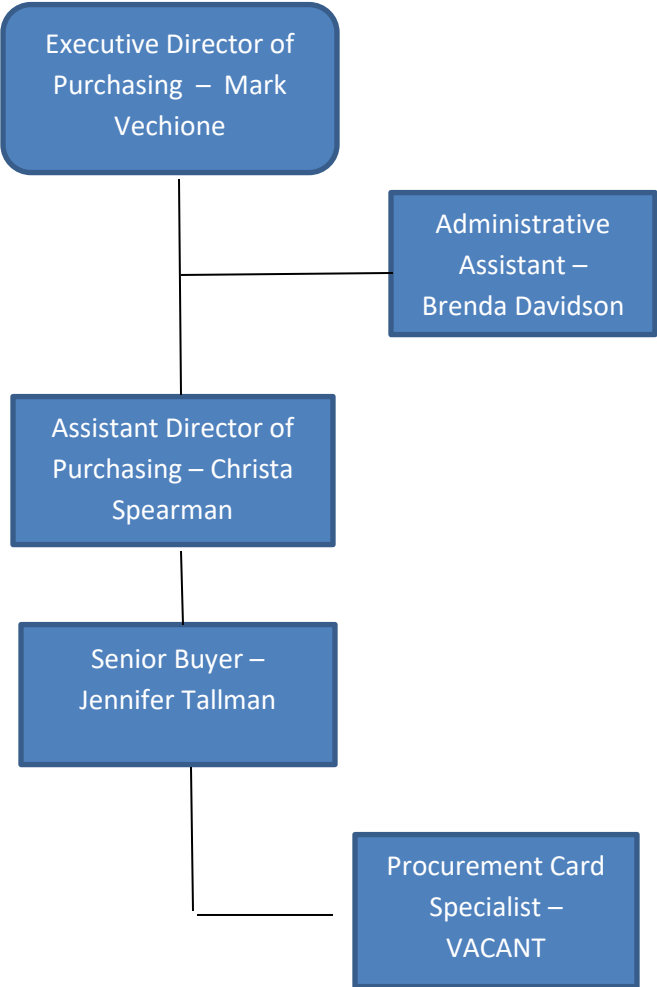 Executive Director of
Purchasing – Mark
Vechione
Administrative
Assistant –
Brenda Davidson
Assistant Director of
Purchasing – Christa
Spearman
Senior Buyer –
Jennifer Tallman
Procurement Card
Specialist –
VACANT